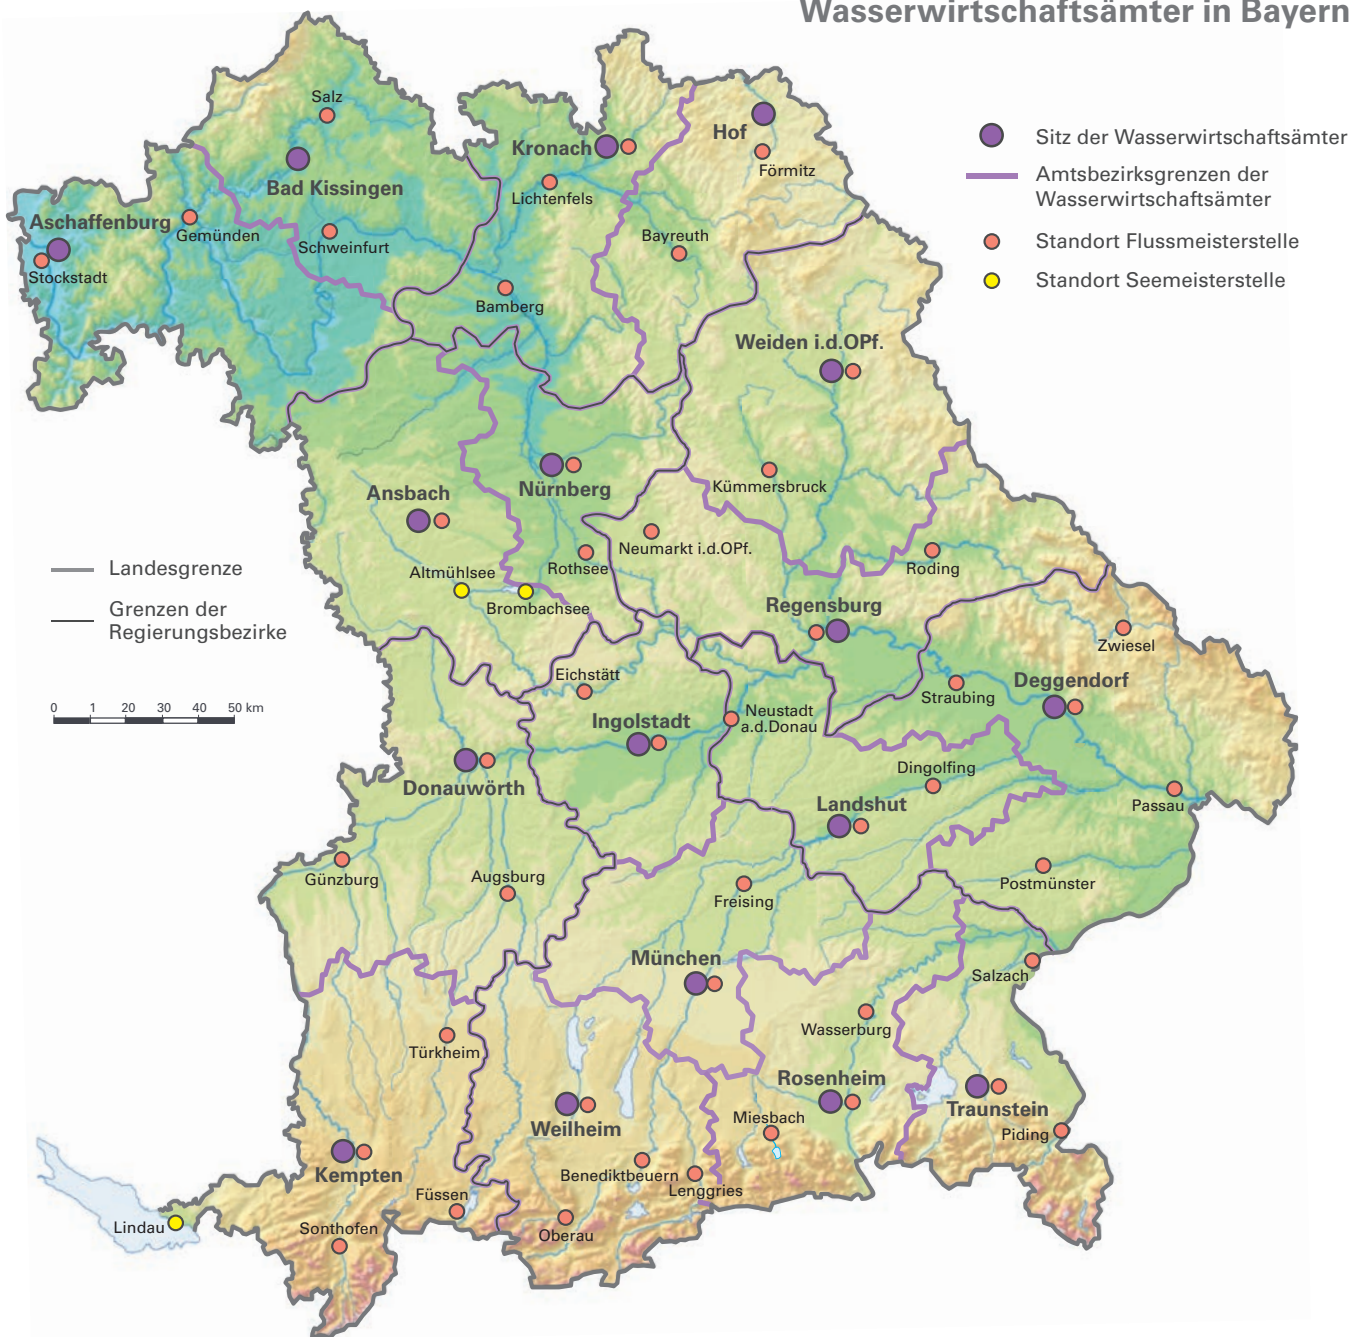 Wasserwirtschaftsämter in Bayern
Sitz der Wasserwirtschaftsämter
Amtsbezirksgrenzen der
Wasserwirtschaftsämter
Standort Flussmeisterstelle
Standort Seemeisterstelle
Salz
Hof
Kronach
Förmitz
Bad Kissingen
Lichtenfels
Aschaffenburg
Gemünden
Schweinfurt
Bayreuth
Stockstadt
Bamberg
Weiden i.d.OPf.
Kümmersbruck
Ansbach
Nürnberg
Neumarkt i.d.OPf.
Rothsee
Roding
Altmühlsee
Brombachsee
Landesgrenze
Grenzen der
Regierungsbezirke
0 1 20 30 40 50 km
Regensburg
Zwiesel
Eichstätt
Straubing
Deggendorf
Ingolstadt
Neustadt
a.d.Donau
Donauwörth
Dingolfing
Landshut
Passau
Günzburg
Augsburg
Postmünster
Freising
München
Salzach
Wasserburg
Türkheim
Rosenheim
Traunstein
Weilheim
Miesbach
Piding
Kempten
Benediktbeuern
Lenggries
Füssen
Lindau
Sonthofen
Oberau